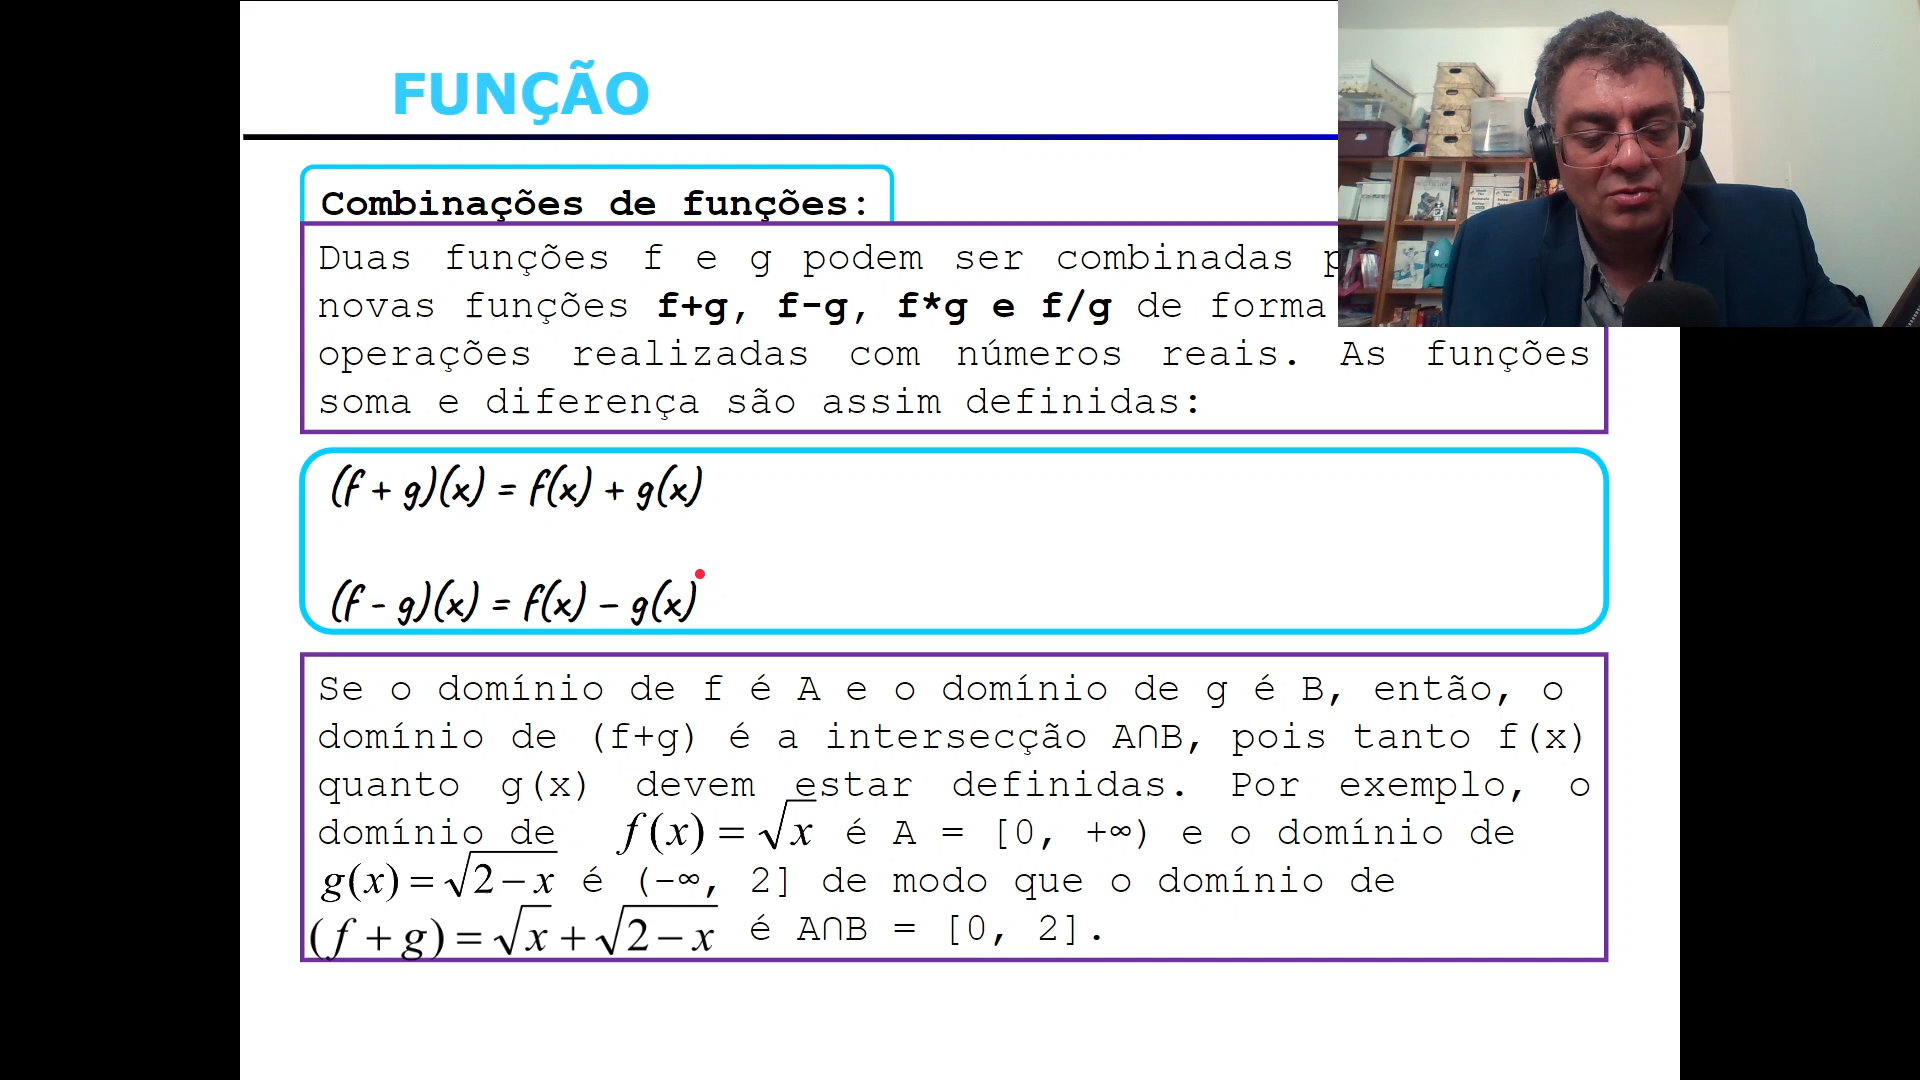 FUNÇÃO
Combinações de funções:
Duas funções f e g podem ser combinadas
novas funções f+g, f-g, f*g e f/g de forma
operações realizadas com números reais. As funções
soma e diferença são assim definidas:
(f + g)(x) = f(x) + g(x)
(f - g)(x) = f(x) – g(x)
Se o domínio de f é A e o domínio de g é B, então, o
domínio de (f+g) é a intersecção A∩B, pois tanto f(x)
quanto g(x) devem estar definidas. Por exemplo, o
domínio de f(x) = √x é A = [0, +∞) e o domínio de
g(x) = √2 − x é (-∞, 2] de modo que o domínio de
(f + g) = √x + √2 − x é A∩B = [0, 2].